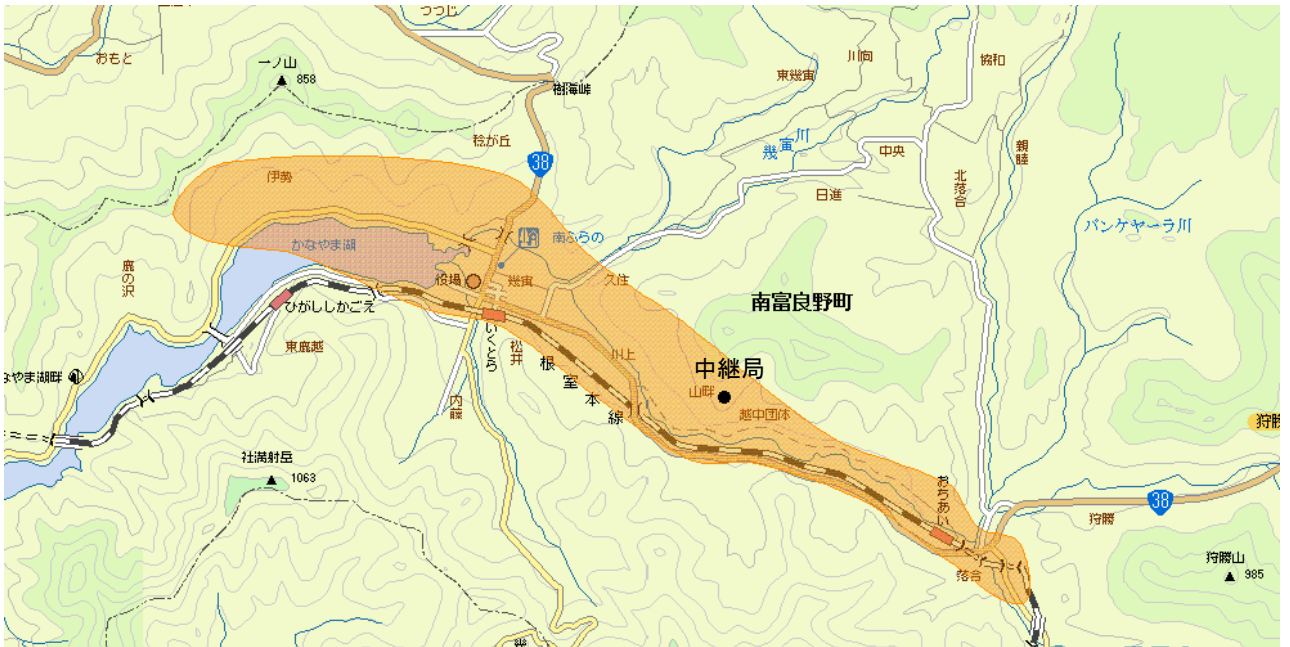 つつじ
おもと
一ノ山
858
樹海峠
東幾寅
川向
協和
稔が丘
38
幾寅川
中央
親睦
伊勢
日進
北落合
パンケヤーラ川
かなやま湖
南ふらの
鹿の沢
役場
幾寅
久住
南富良野町
ひがししかごえ
東鹿越
いくとら
松井
川上
根室本線
中継局
山畔
越中団体
なやま湖畔
内藤
狩勝
社満射岳
1063
おちあい
38
狩勝
落合
狩勝山
985
幾